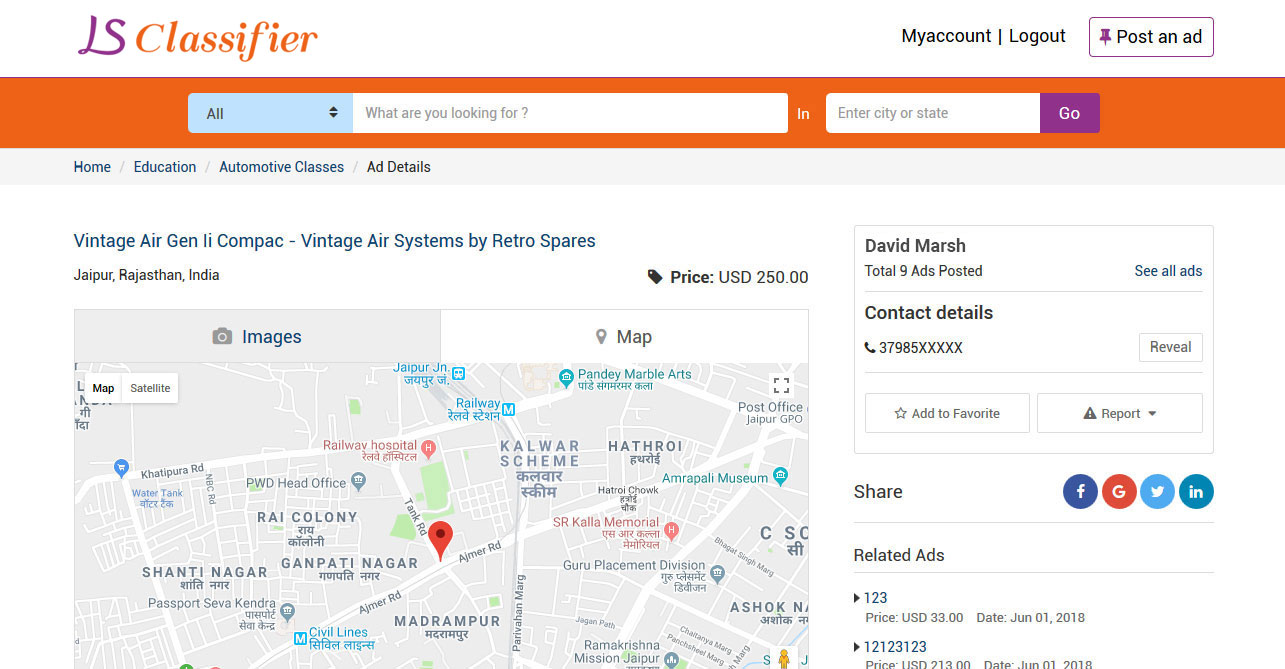 LS Classifier
Myaccount | Logout
Post an ad
All
What are you looking for ?
In
Enter city or state
Go
Home / Education / Automotive Classes / Ad Details
Vintage Air Gen Ii Compac - Vintage Air Systems by Retro Spares
Jaipur, Rajasthan, India
Price: USD 250.00
Images
Map
Map
Satellite
Jaipur Jn.
जयपुर जं.
Pandey Marble Arts
पांडे संगमरमर कला
Railway
रेलवे स्टेशन
Post Office
Jaipur GPO
Railway hospital
रेलवे हॉस्पिटल
KALWAR
SCHEME
कलवार
स्कीम
HATHROI
हथरोई
Khatipura Rd
NBC Rd
Water Tank
वॉटर टैंक
PWD Head Office
Amrapali Museum
Hatroi Chowk
हत्रोई
चौक
Tank Rd
RAI COLONY
राय
कॉलोनी
SR Kalla Memorial
एस आर कल्ला
मेमोरियल
C SC
सी
Ajmer Rd
Bhagat Singh Marg
GANPATI NAGAR
गणपति नगर
SHANTI NAGAR
शांति नगर
Guru Placement Division
गुरु प्लेसमेंट
डिवीजन
Passport Seva Kendra
पासपोर्ट
सेवा केन्द्र
Ajmer Rd
MADRAMPUR
मदरामपुर
Parivahan Marg
ASHOK NA
अशोक
Jagan Path
Chaitanya Marg
Panchsheel Marg
Civil Lines
सिविल लाइन्स
Ramakrishna
Mission Jaipur
David Marsh
Total 9 Ads Posted
See all ads
Contact details
37985XXXXX
Reveal
Add to Favorite
Report
Share
Related Ads
123
Price: USD 33.00 Date: Jun 01, 2018
12123123
Price: USD 213.00 Date: Jun 01, 2018